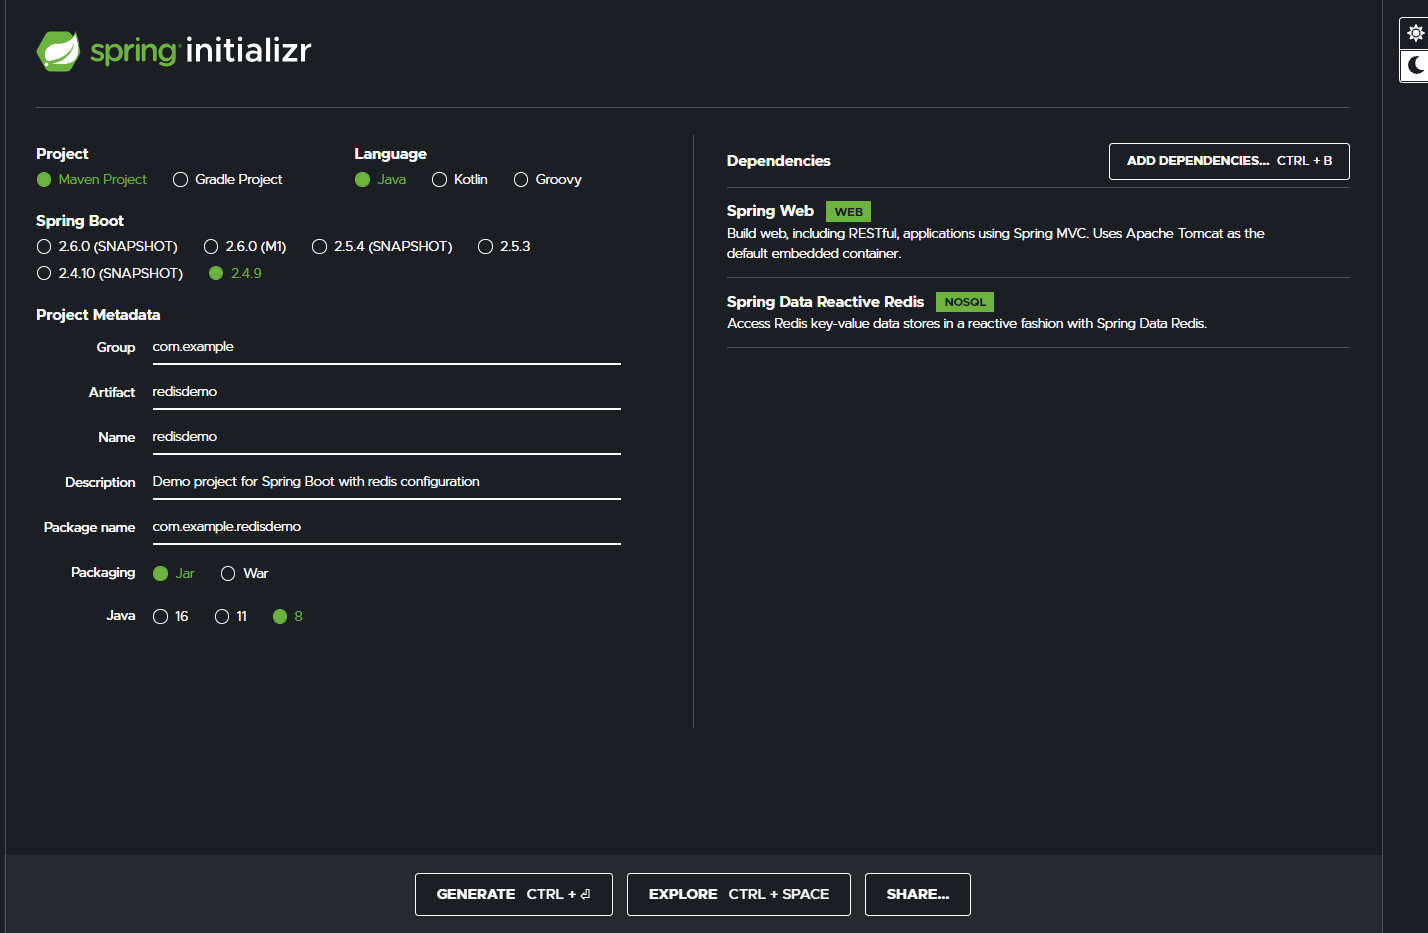 spring initializr
Project
Maven Project Gradle Project
Language
Java Kotlin Groovy
Spring Boot
2.6.0 (SNAPSHOT) 2.6.0 (M1) 2.5.4 (SNAPSHOT) 2.5.3
2.4.10 (SNAPSHOT) 2.4.9
Project Metadata
Group com.example
Artifact redisdemo
Name redisdemo
Description Demo project for Spring Boot with redis configuration
Package name com.example.redisdemo
Packaging Jar War
Java 16 11 8
Dependencies ADD DEPENDENCIES... CTRL + B
Spring Web WEB
Build web, including RESTful, applications using Spring MVC. Uses Apache Tomcat as the
default embedded container.
Spring Data Reactive Redis NOSQL
Access Redis key-value data stores in a reactive fashion with Spring Data Redis.
GENERATE CTRL + ⏎ EXPLORE CTRL + SPACE SHARE...